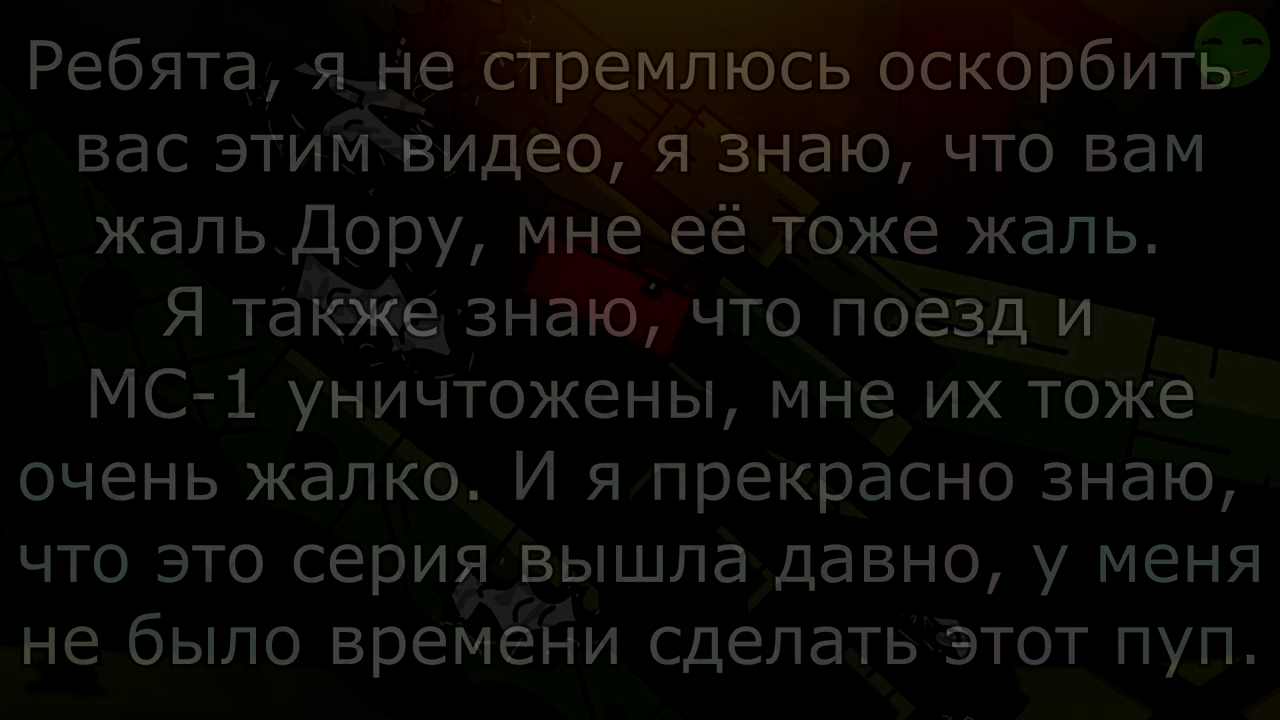 Ребята, я не стремлюсь оскорбить
вас этим видео, я знаю, что вам
жаль Дору, мне её тоже жаль.
Я также знаю, что поезд и
МС-1 уничтожены, мне их тоже
очень жалко. И я прекрасно знаю,
что это серия вышла давно, у меня
не было времени сделать этот пуп.